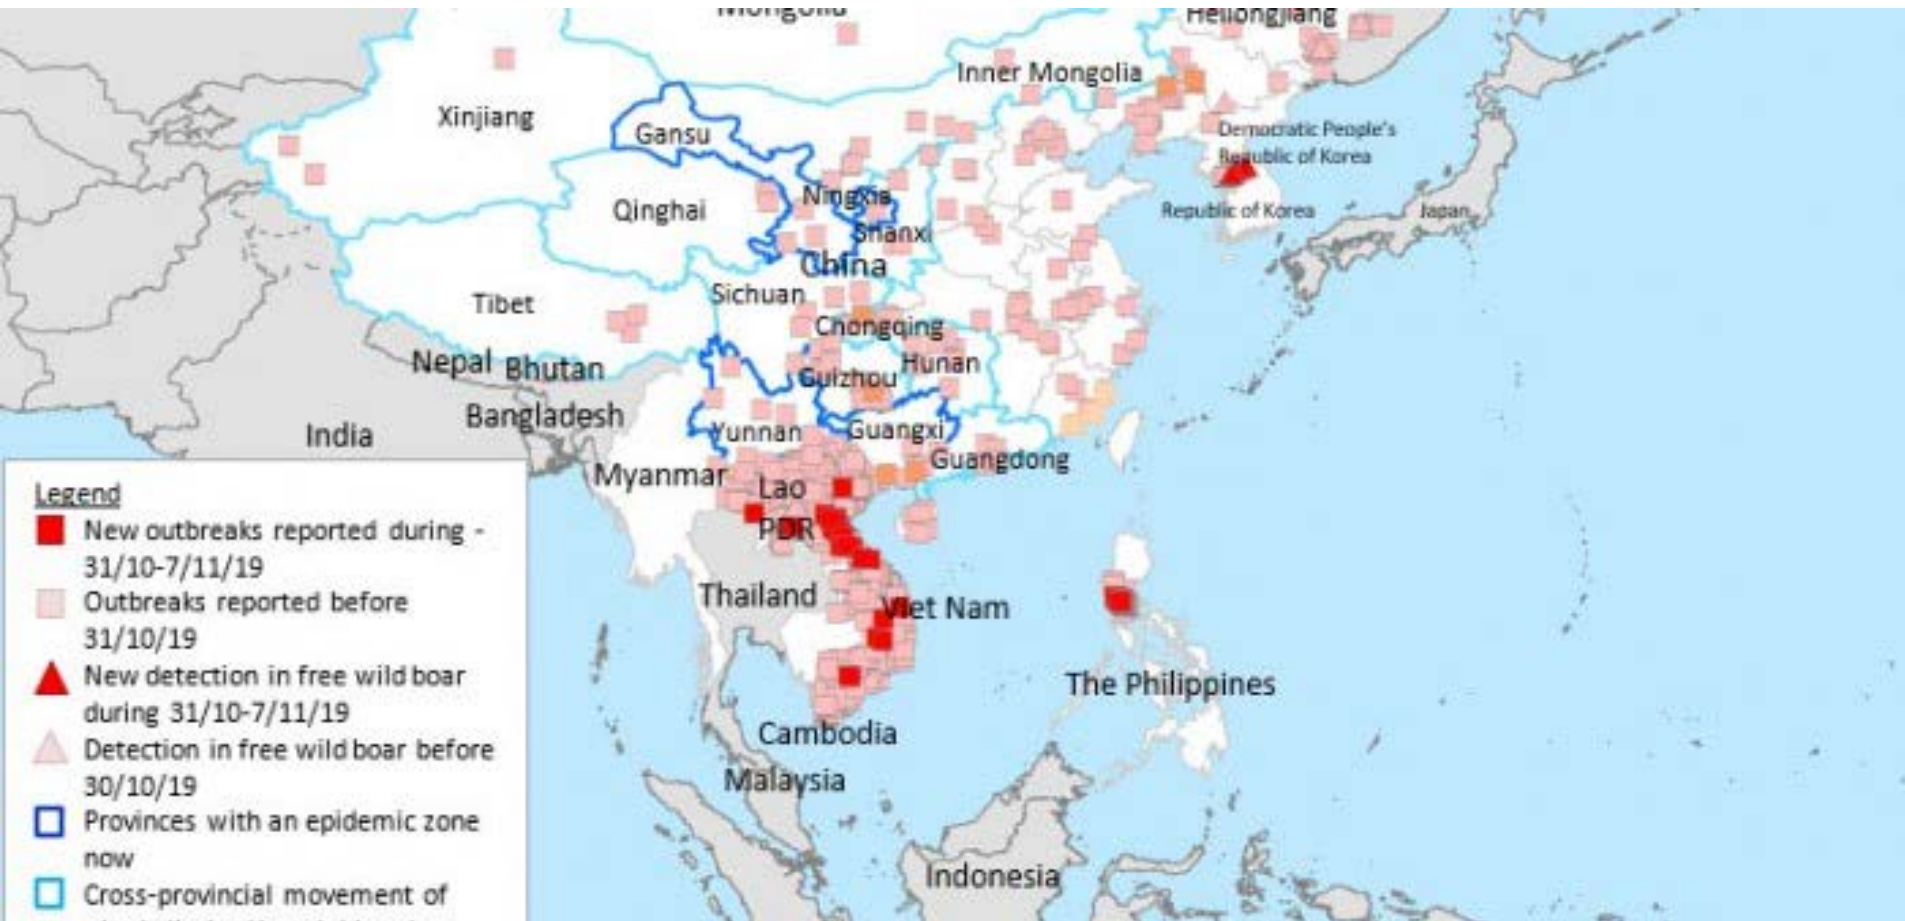 Mongolia
Heilongjiang
Inner Mongolia
Xinjiang
Gansu
Democratic People's
Republic of Korea
Ningxia
Qinghai
Republic of Korea
Japan
Shanxi
China
Sichuan
Tibet
Chongqing
Nepal
Bhutan
Hunan
Guizhou
Bangladesh
India
Yunnan
Guangxi
Guangdong
Myanmar
Lao
PDR
Thailand
Viet Nam
The Philippines
Cambodia
Malaysia
Indonesia
Legend
New outbreaks reported during -
31/10-7/11/19
Outbreaks reported before
31/10/19
New detection in free wild boar
during 31/10-7/11/19
Detection in free wild boar before
30/10/19
Provinces with an epidemic zone
now
Cross-provincial movement of